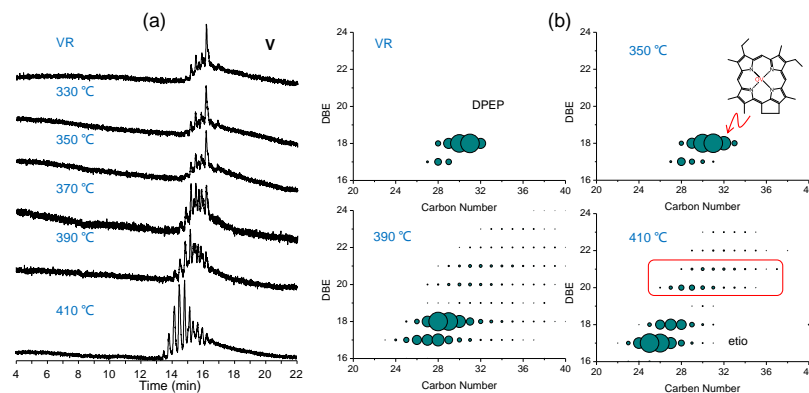 (a)
V
VR
330 ℃
350 ℃
370 ℃
390 ℃
410 ℃
4 6 8 10 12 14 16 18 20 22
Time (min)
(b)
VR
DPEP
DBE
24
22
20
18
16
20 24 28 32 36 40
Carbon Number
350 ℃
N N
N N
DBE
24
22
20
18
16
20 24 28 32 36 40
Carbon Number
390 ℃
DBE
24
22
20
18
16
20 24 28 32 36 40
Carbon Number
410 ℃
etio
DBE
24
22
20
18
16
20 24 28 32 36 40
Carben Number